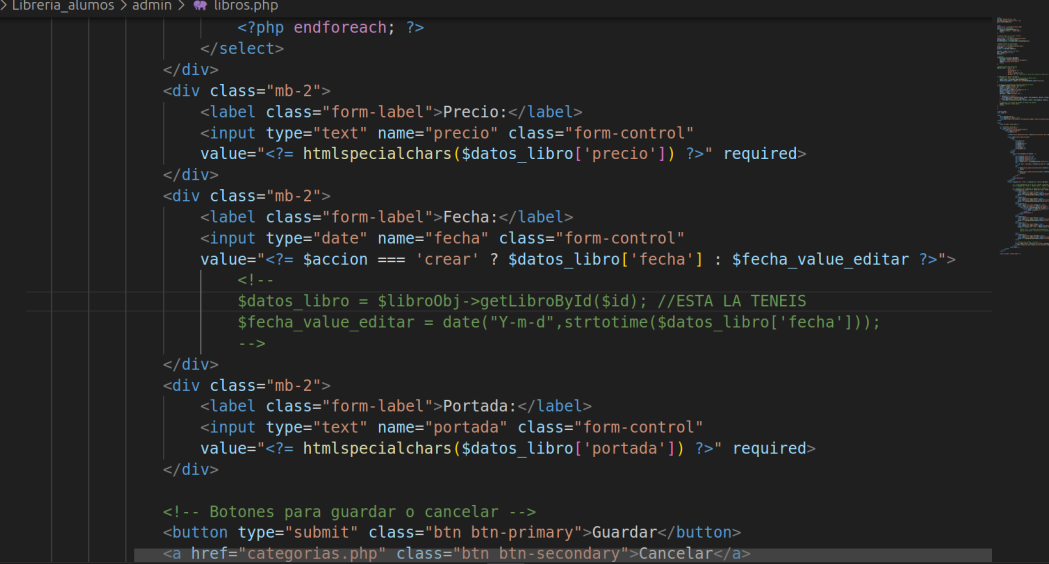 > Libreria_alumos > admin > libros.php
<?php endforeach; ?>
</select>
</div>
<div class="mb-2">
<label class="form-label">Precio:</label>
<input type="text" name="precio" class="form-control"
value="<?= htmlspecialchars($datos_libro['precio']) ?>" required>
</div>
<div class="mb-2">
<label class="form-label">Fecha:</label>
<input type="date" name="fecha" class="form-control"
value="<?= $accion === 'crear' ? $datos_libro['fecha'] : $fecha_value_editar ?>">
<!--
$datos_libro = $libroObj->getLibroById($id); //ESTA LA TENEIS
$fecha_value_editar = date("Y-m-d",strtotime($datos_libro['fecha']));
-->
</div>
<div class="mb-2">
<label class="form-label">Portada:</label>
<input type="text" name="portada" class="form-control"
value="<?= htmlspecialchars($datos_libro['portada']) ?>" required>
</div>
<!-- Botones para guardar o cancelar -->
<button type="submit" class="btn btn-primary">Guardar</button>
<a href="categorias.php" class="btn btn-secondary">Cancelar</a>